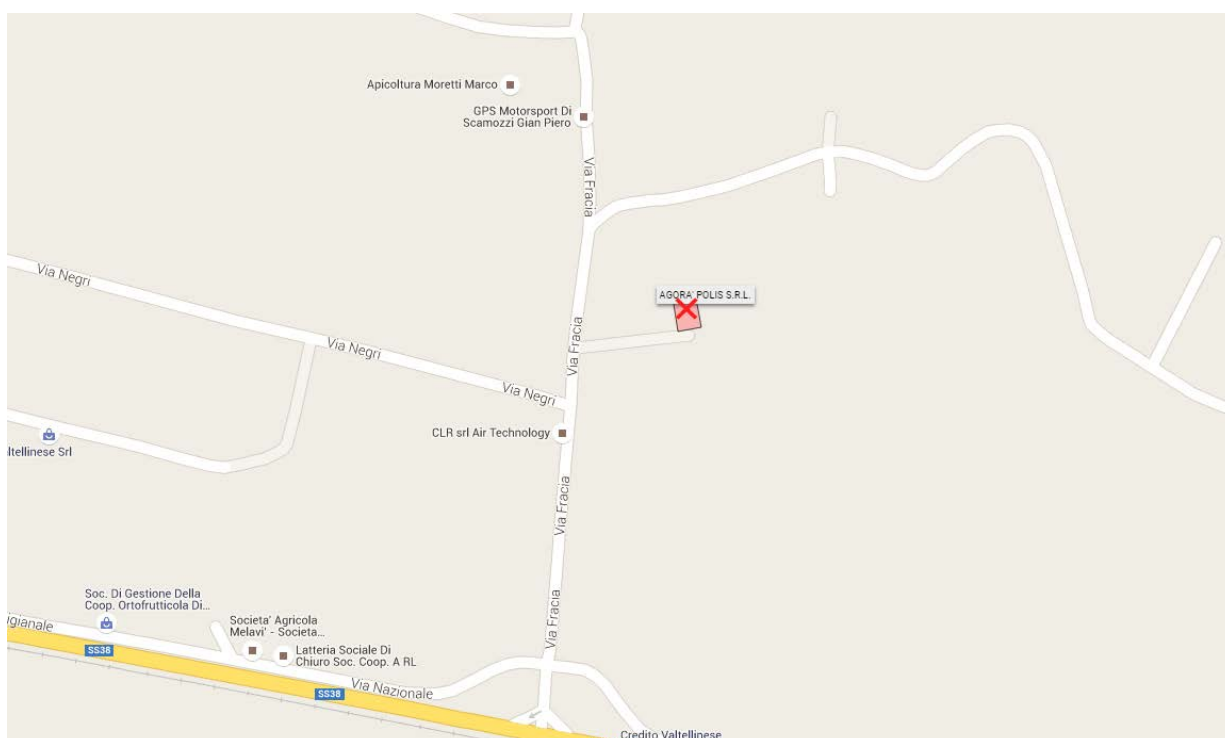 Apicoltura Moretti Marco
GPS Motorsport Di
Scamozzi Gian Piero
Via Fracia
Via Negri
AGORA' POLIS S.R.L.
Via Fracia
Via Negri
Via Negri
CLR srl Air Technology
ltellinese Srl
Via Fracia
Soc. Di Gestione Della
Coop. Ortofrutticola Di...
Via Fracia
igianale
Societa' Agricola
Melavi' - Societa...
SS38
Latteria Sociale Di
Chiuro Soc. Coop. A RL
Via Nazionale
SS38
Credito Valtellinese